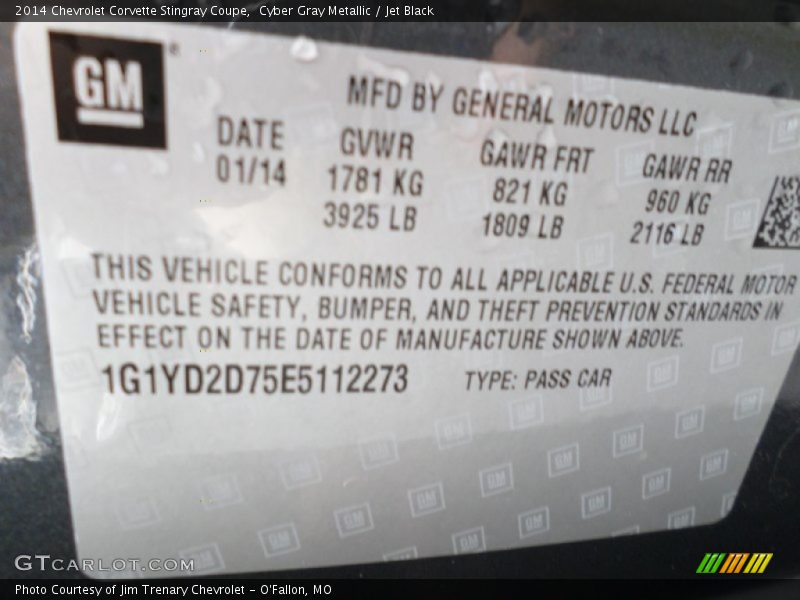 2014 Chevrolet Corvette Stingray Coupe,  Cyber Gray Metallic / Jet Black
GM
®
MFD BY GENERAL MOTORS LLC
DATE GVWR GAWR FRT GAWR RR
01/14 1781 KG 821 KG 960 KG
3925 LB 1809 LB 2116 LB
THIS VEHICLE CONFORMS TO ALL APPLICABLE U.S. FEDERAL MOTOR
VEHICLE SAFETY, BUMPER, AND THEFT PREVENTION STANDARDS IN
EFFECT ON THE DATE OF MANUFACTURE SHOWN ABOVE.
1G1YD2D75E5112273 TYPE: PASS CAR
GTCARLOT.COM
Photo Courtesy of Jim Trenary Chevrolet - O'Fallon, MO